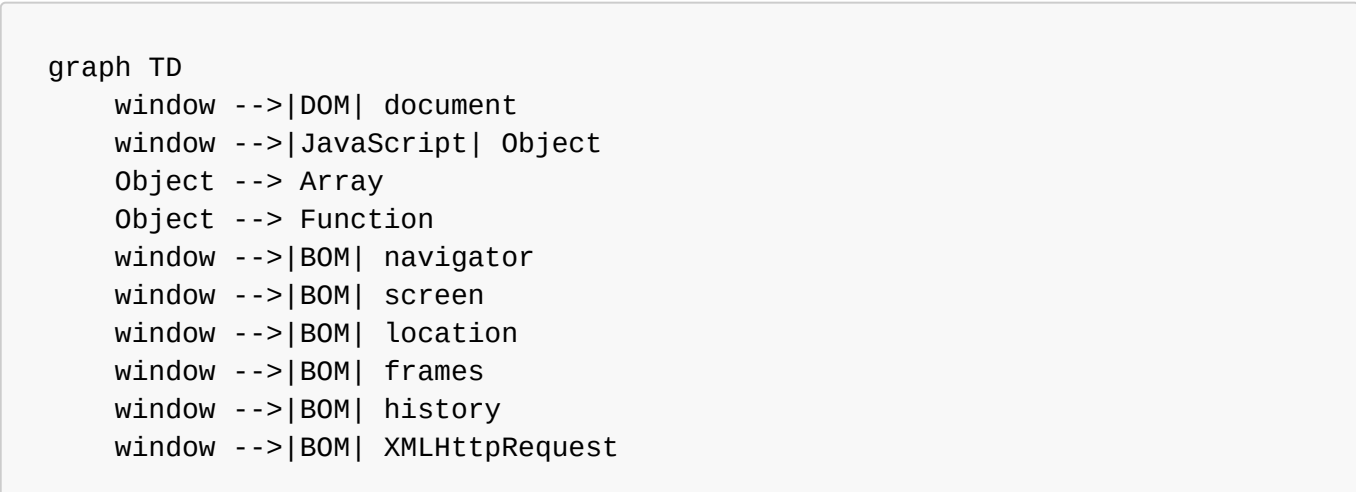 graph TD
    window -->|DOM| document
    window -->|JavaScript| Object
    Object --> Array
    Object --> Function
    window -->|BOM| navigator
    window -->|BOM| screen
    window -->|BOM| location
    window -->|BOM| frames
    window -->|BOM| history
    window -->|BOM| XMLHttpRequest